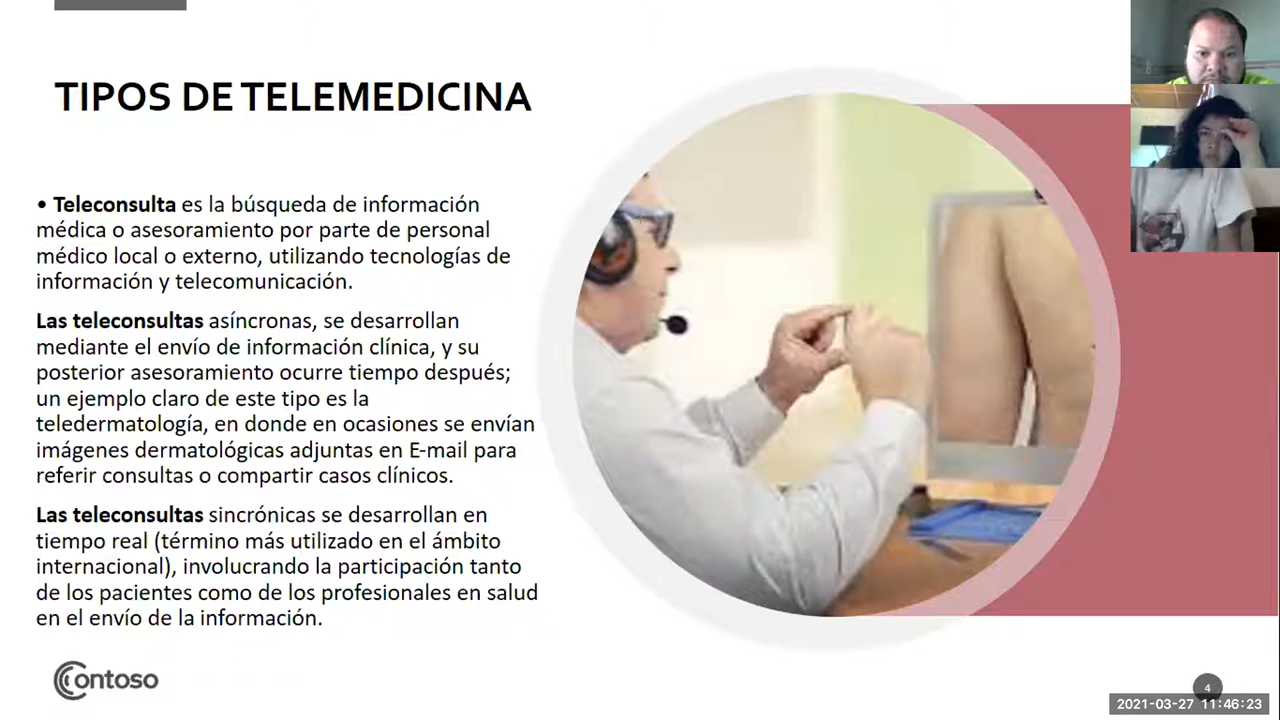 TIPOS DE TELEMEDICINA
• Teleconsulta es la búsqueda de información
médica o asesoramiento por parte de personal
médico local o externo, utilizando tecnologías de
información y telecomunicación.
Las teleconsultas asíncronas, se desarrollan
mediante el envío de información clínica, y su
posterior asesoramiento ocurre tiempo después;
un ejemplo claro de este tipo es la
teledermatología, en donde en ocasiones se envían
imágenes dermatológicas adjuntas en E-mail para
referir consultas o compartir casos clínicos.
Las teleconsultas sincrónicas se desarrollan en
tiempo real (término más utilizado en el ámbito
internacional), involucrando la participación tanto
de los pacientes como de los profesionales en salud
en el envío de la información.
Contoso
4
2021-03-27 11:46:23